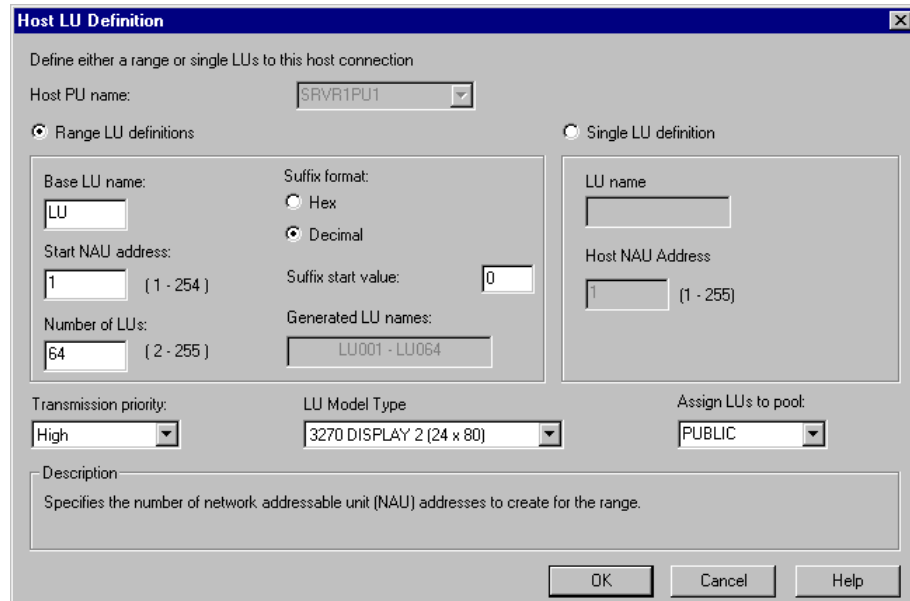 Host LU Definition
Define either a range or single LUs to this host connection
Host PU name: SRVR1PU1
Range LU definitions
Base LU name:
LU
Start NAU address:
1 ( 1 - 254 )
Number of LUs:
64 ( 2 - 255 )
Suffix format:
Hex
Decimal
Suffix start value: 0
Generated LU names:
LU001 - LU064
Single LU definition
LU name
Host NAU Address
1 (1 - 255)
Transmission priority:
High
LU Model Type
3270 DISPLAY 2 (24 x 80)
Assign LUs to pool:
PUBLIC
Description
Specifies the number of network addressable unit (NAU) addresses to create for the range.
OK Cancel Help